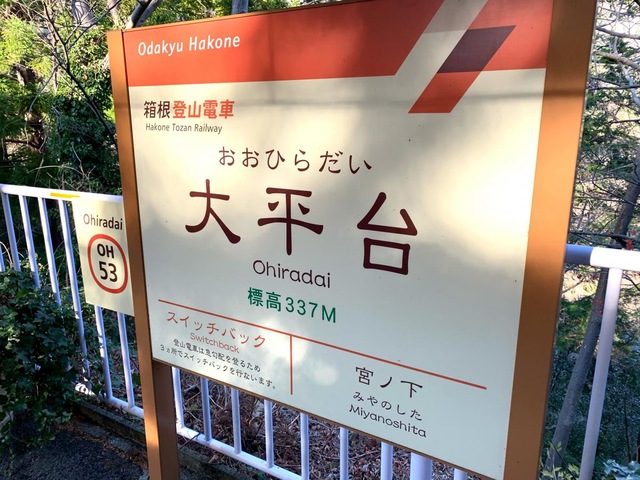 Odakyu Hakone
箱根登山電車
Hakone Tozan Railway
おおひらだい
大平台
Ohiradai
標高337M
スイッチバック
Switchback
登山電車は急勾配を登るため
3ヵ所でスイッチバックを行ないます。
宮ノ下
みやのした
Miyanoshita
Ohiradai
OH
53